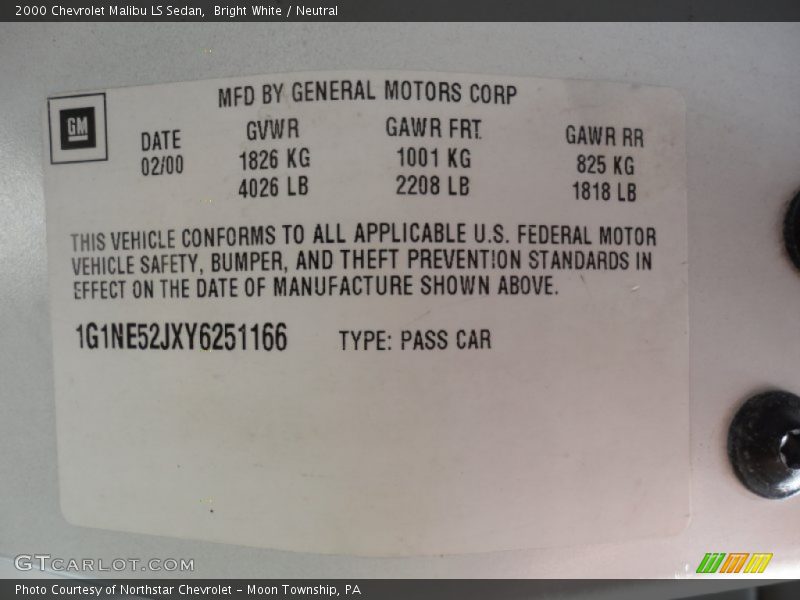 2000 Chevrolet Malibu LS Sedan,  Bright White / Neutral
MFD BY GENERAL MOTORS CORP
GM
DATE GVWR GAWR FRT. GAWR RR
02/00 1826 KG 1001 KG 825 KG
4026 LB 2208 LB 1818 LB
THIS VEHICLE CONFORMS TO ALL APPLICABLE U.S. FEDERAL MOTOR
VEHICLE SAFETY, BUMPER, AND THEFT PREVENTION STANDARDS IN
EFFECT ON THE DATE OF MANUFACTURE SHOWN ABOVE.
1G1NE52JXY6251166 TYPE: PASS CAR
GTCARLOT.COM
Photo Courtesy of Northstar Chevrolet - Moon Township, PA